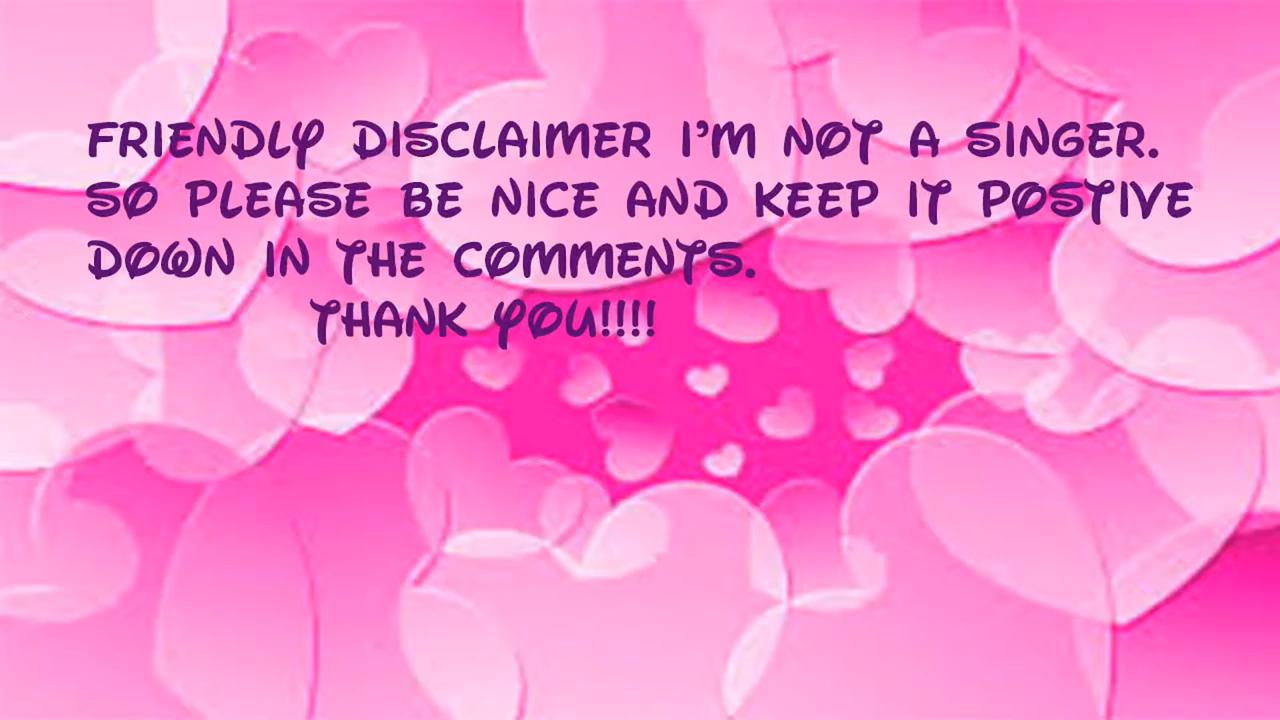 FRIENDLY DISCLAIMER I'M NOT A SINGER.
SO PLEASE BE NICE AND KEEP IT POSTIVE
DOWN IN THE COMMENTS.
THANK YOU!!!!